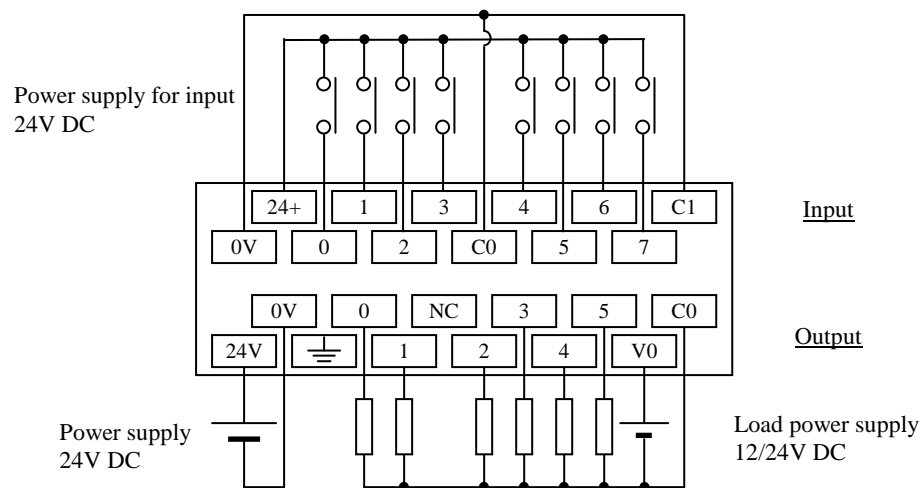 Power supply for input
24V DC
24+ 1 3 4 6 C1
Input
0V 0 2 C0 5 7
0V 0 NC 3 5 C0
Output
24V 1 2 4 V0
Power supply
24V DC
Load power supply
12/24V DC